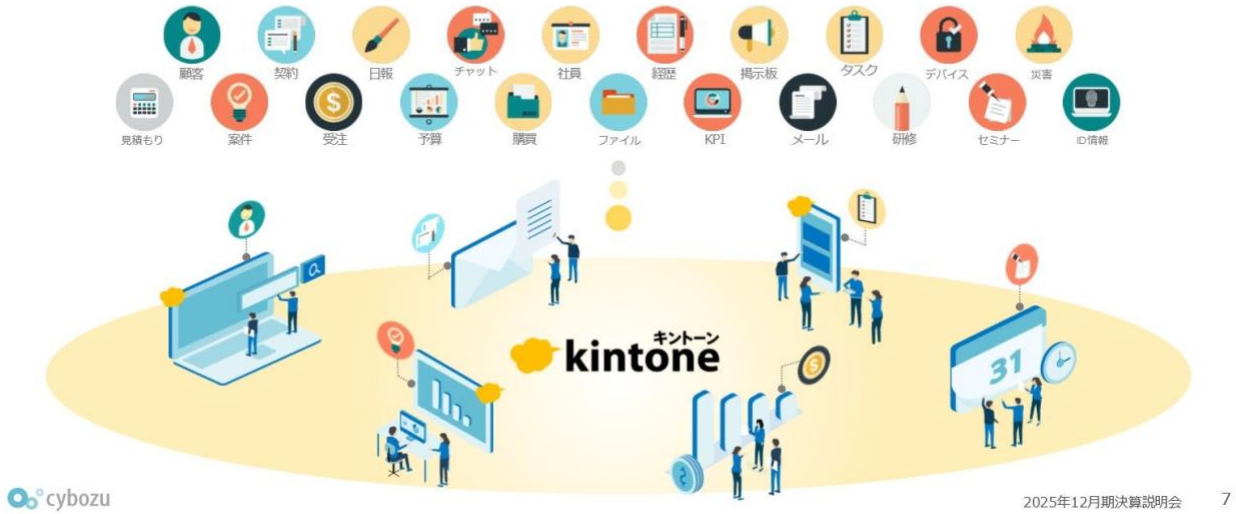 顧客
契約
日報
チャット
社員
経歴
掲示板
タスク
デバイス
災害
見積もり
案件
受注
予算
購買
ファイル
KPI
メール
研修
セミナー
ID情報
キントーン
kintone
31
cybozu
2025年12月期決算説明会 7